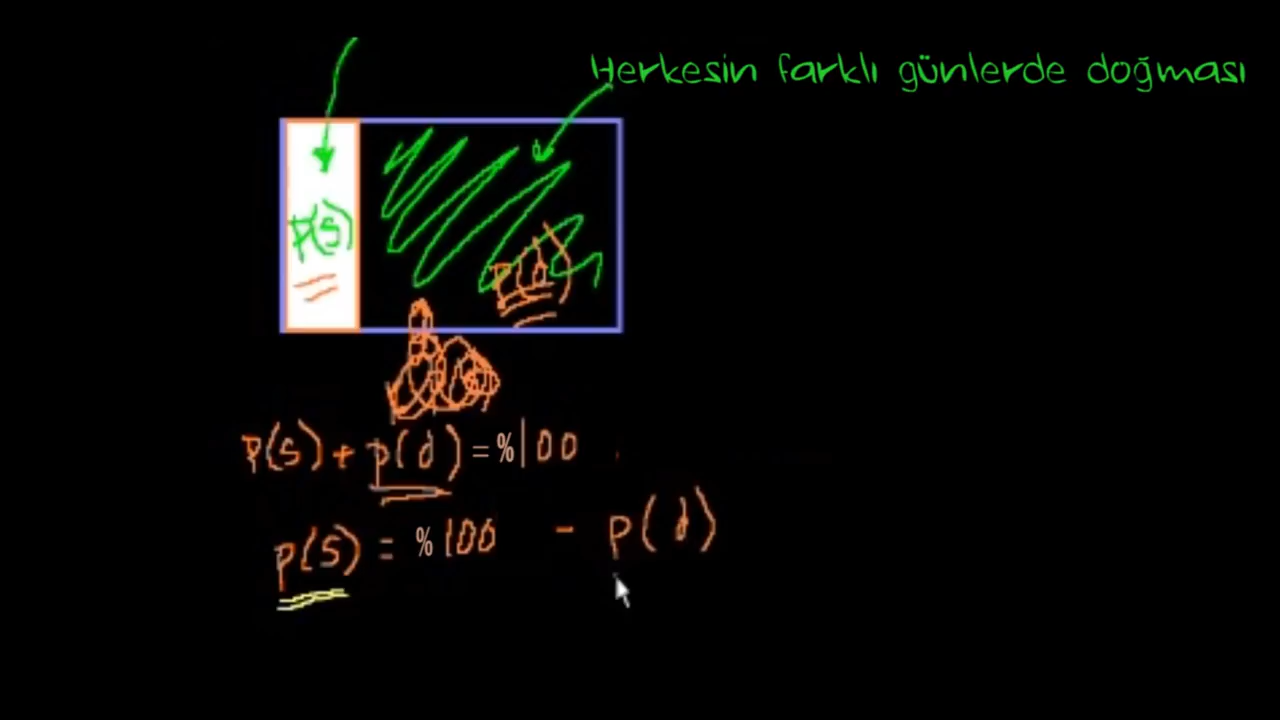 Herkesin farklı günlerde doğması
p(s)
p(d)
p(s) + p(d) = %100
p(s) = %100 - p(d)